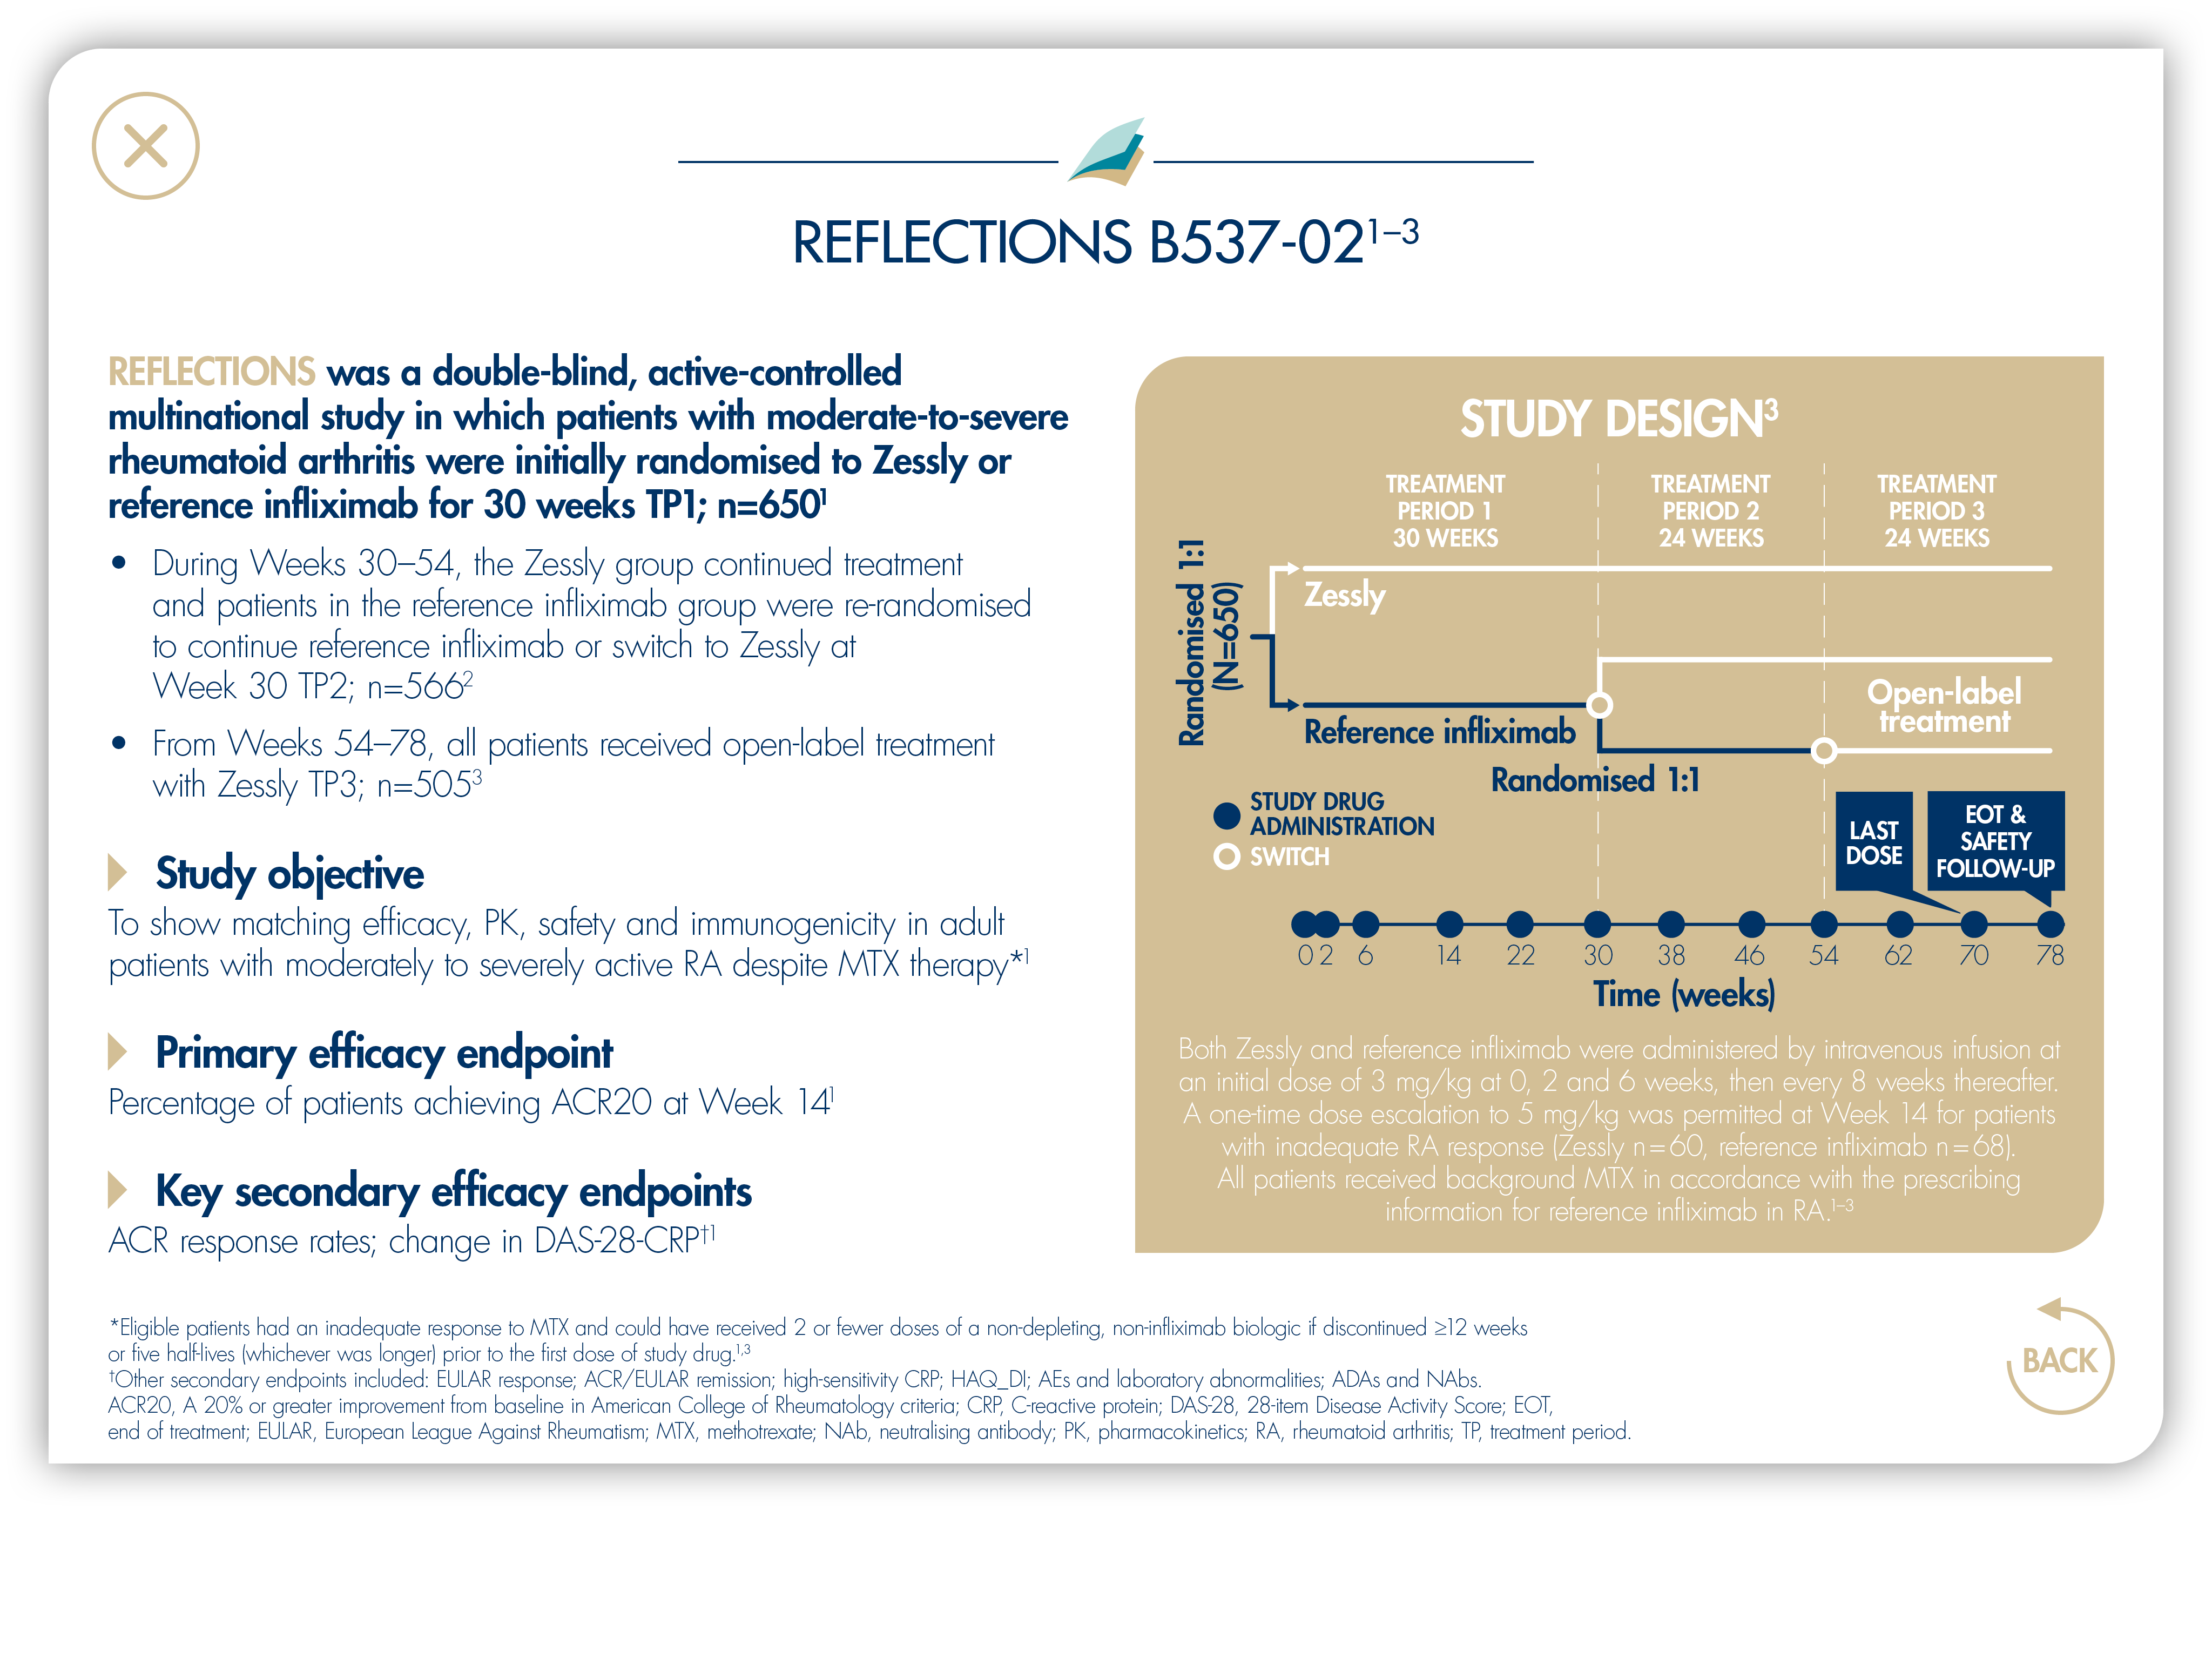 REFLECTIONS B537-02¹⁻³
REFLECTIONS was a double-blind, active-controlled
multinational study in which patients with moderate-to-severe
rheumatoid arthritis were initially randomised to Zessly or
reference infliximab for 30 weeks TP1; n=650¹
• During Weeks 30–54, the Zessly group continued treatment
and patients in the reference infliximab group were re-randomised
to continue reference infliximab or switch to Zessly at
Week 30 TP2; n=566²
• From Weeks 54–78, all patients received open-label treatment
with Zessly TP3; n=505³
Study objective
To show matching efficacy, PK, safety and immunogenicity in adult
patients with moderately to severely active RA despite MTX therapy*¹
Primary efficacy endpoint
Percentage of patients achieving ACR20 at Week 14¹
Key secondary efficacy endpoints
ACR response rates; change in DAS-28-CRP†¹
STUDY DESIGN³
TREATMENT
PERIOD 1
30 WEEKS
TREATMENT
PERIOD 2
24 WEEKS
TREATMENT
PERIOD 3
24 WEEKS
Randomised 1:1
(N=650)
Zessly
Reference infliximab
Open-label
treatment
Randomised 1:1
STUDY DRUG
ADMINISTRATION
SWITCH
LAST
DOSE
EOT &
SAFETY
FOLLOW-UP
0 2 6 14 22 30 38 46 54 62 70 78
Time (weeks)
Both Zessly and reference infliximab were administered by intravenous infusion at
an initial dose of 3 mg/kg at 0, 2 and 6 weeks, then every 8 weeks thereafter.
A one-time dose escalation to 5 mg/kg was permitted at Week 14 for patients
with inadequate RA response (Zessly n=60, reference infliximab n=68).
All patients received background MTX in accordance with the prescribing
information for reference infliximab in RA.¹⁻³
*Eligible patients had an inadequate response to MTX and could have received 2 or fewer doses of a non-depleting, non-infliximab biologic if discontinued ≥12 weeks
or five half-lives (whichever was longer) prior to the first dose of study drug.¹,³
†Other secondary endpoints included: EULAR response; ACR/EULAR remission; high-sensitivity CRP; HAQ_DI; AEs and laboratory abnormalities; ADAs and NAbs.
ACR20, A 20% or greater improvement from baseline in American College of Rheumatology criteria; CRP, C-reactive protein; DAS-28, 28-item Disease Activity Score; EOT,
end of treatment; EULAR, European League Against Rheumatism; MTX, methotrexate; NAb, neutralising antibody; PK, pharmacokinetics; RA, rheumatoid arthritis; TP, treatment period.
BACK